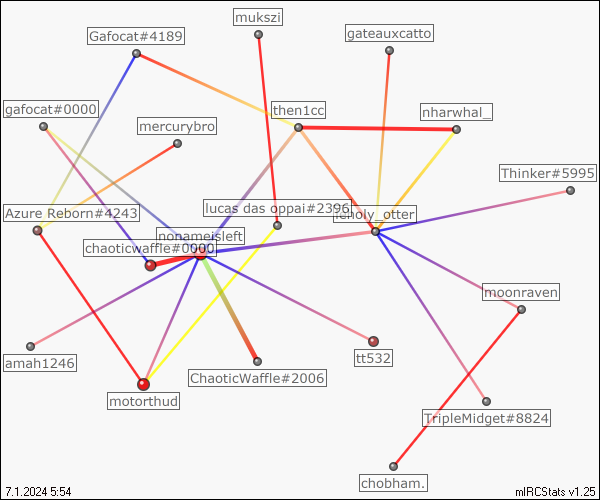 mukszi
Gafocat#4189
gateauxcatto
gafocat#0000
then1cc
nharwhal_
mercurybro
Thinker#5995
Azure Reborn#4243
lucas das oppai#2396
_otter
nonameisleft
chaoticwaffle#0000
moonraven
amah1246
tt532
ChaoticWaffle#2006
motorthud
TripleMidget#8824
chobham.
7.1.2024 5:54
mIRCStats v1.25